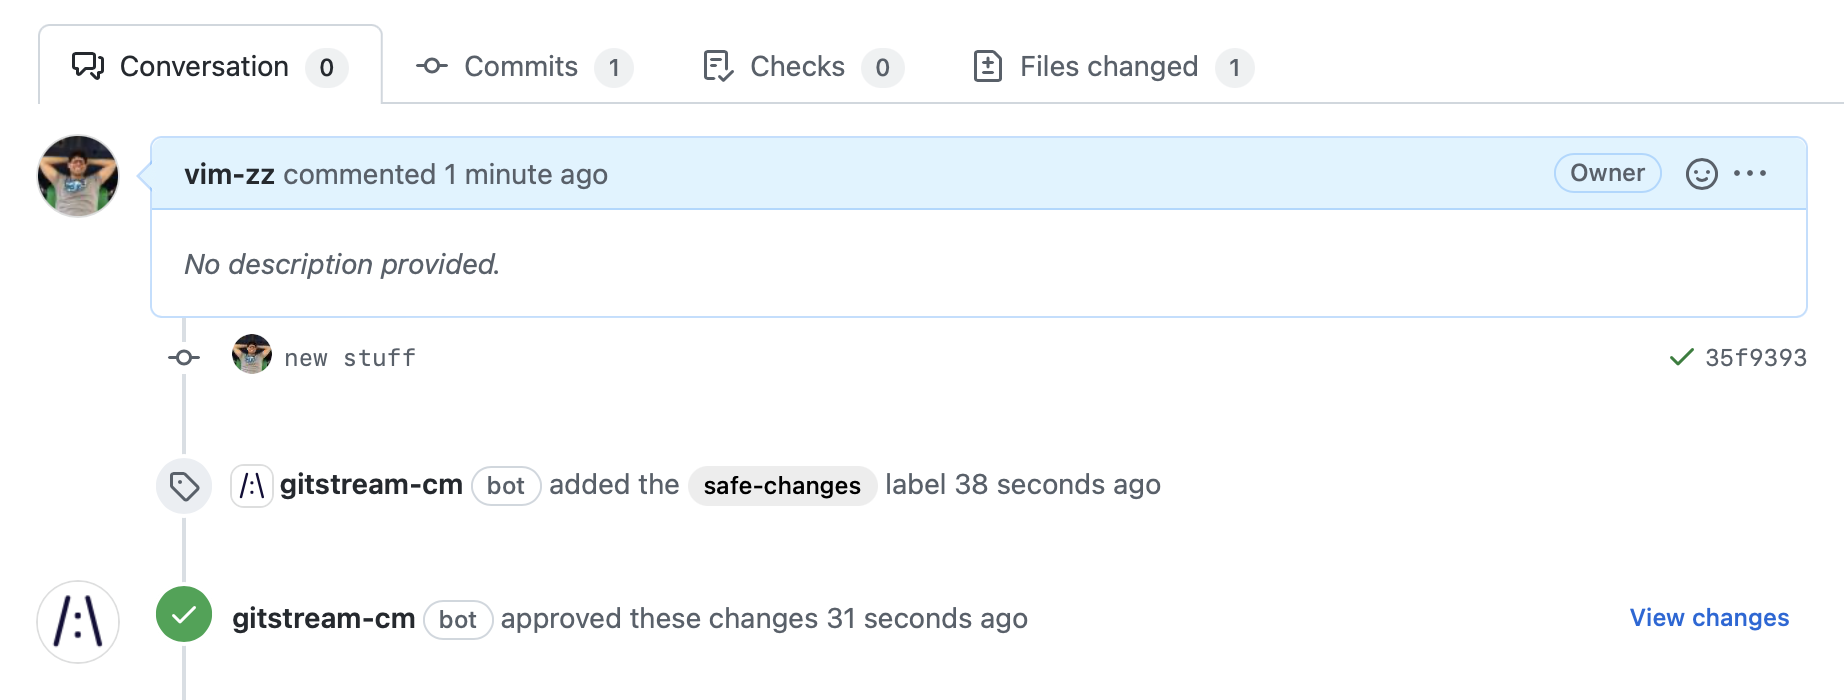 Conversation 0 Commits 1 Checks 0 Files changed 1
vim-zz commented 1 minute ago Owner
No description provided.
new stuff 35f9393
/:\ gitstream-cm bot added the safe-changes label 38 seconds ago
/:\ gitstream-cm bot approved these changes 31 seconds ago View changes